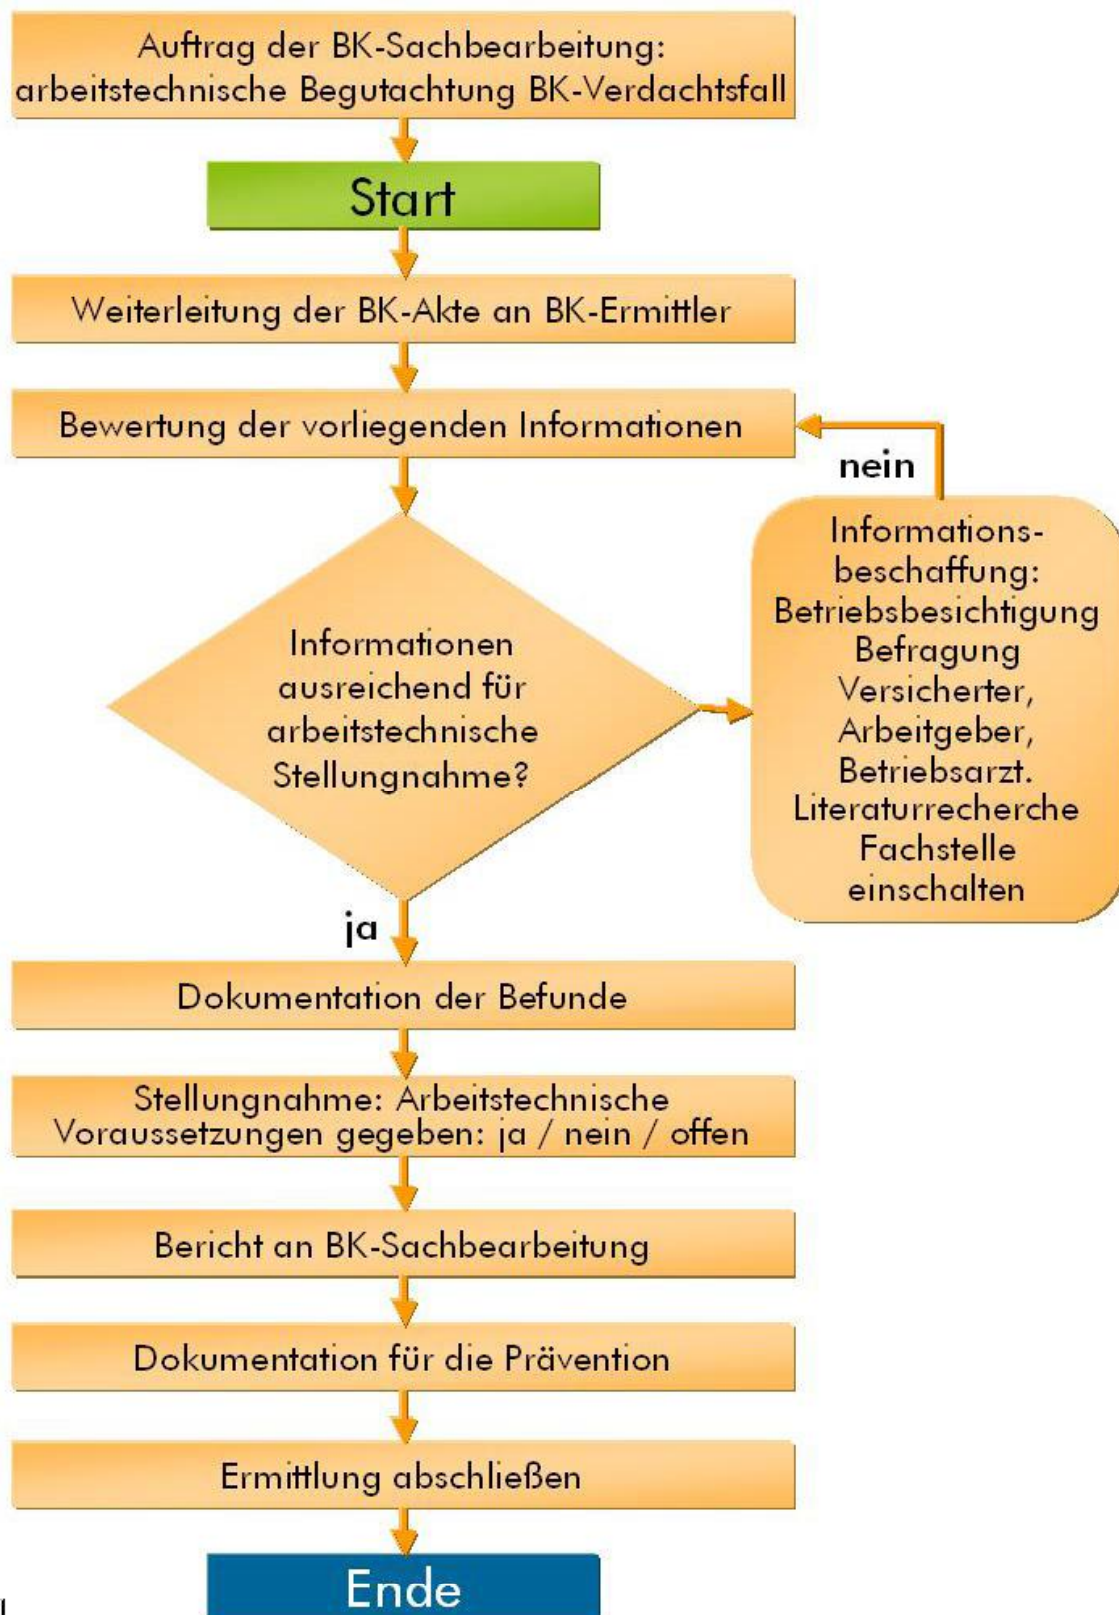 Auftrag der BK-Sachbearbeitung:
arbeitstechnische Begutachtung BK-Verdachtsfall
Start
Weiterleitung der BK-Akte an BK-Ermittler
Bewertung der vorliegenden Informationen
nein
Informations-
beschaffung:
Betriebsbesichtigung
Befragung
Versicherter,
Arbeitgeber,
Betriebsarzt.
Literaturrecherche
Fachstelle
einschalten
Informationen
ausreichend für
arbeitstechnische
Stellungnahme?
ja
Dokumentation der Befunde
Stellungnahme: Arbeitstechnische
Voraussetzungen gegeben: ja / nein / offen
Bericht an BK-Sachbearbeitung
Dokumentation für die Prävention
Ermittlung abschließen
Ende